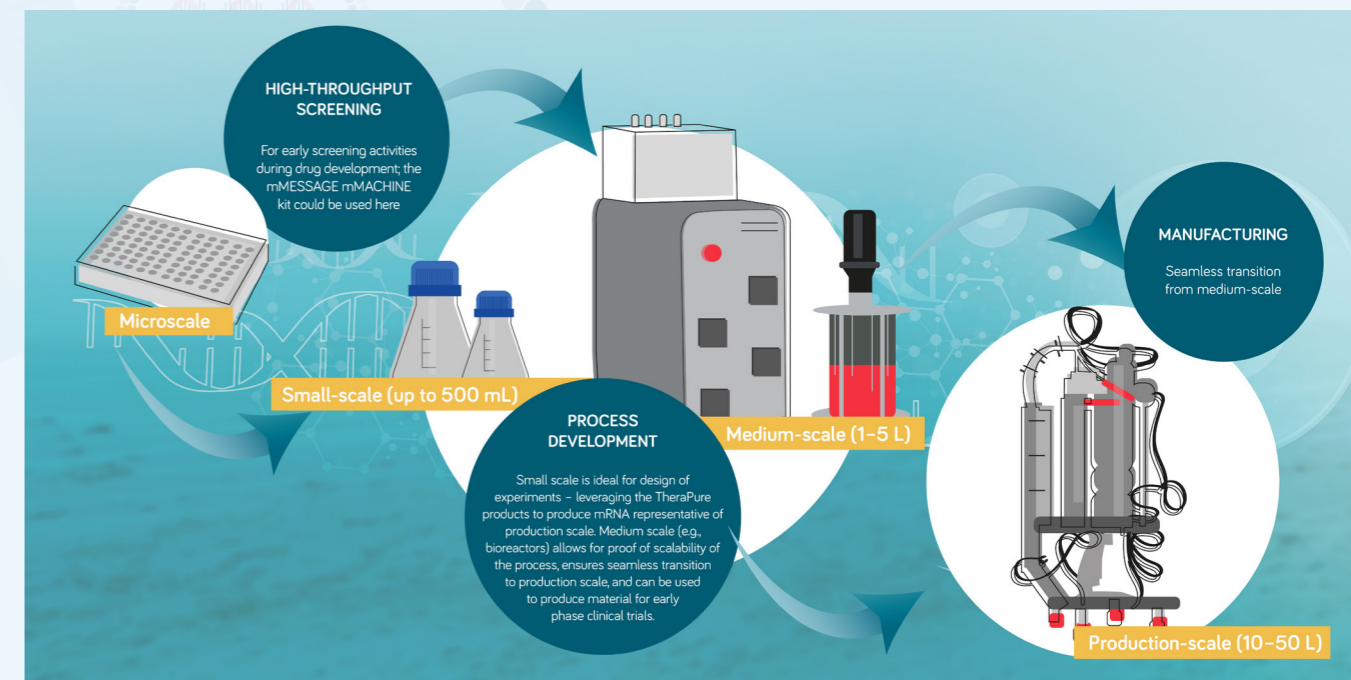 HIGH-THROUGHPUT
SCREENING
For early screening activities
during drug development; the
mMESSAGE mMACHINE
kit could be used here
Microscale
Small-scale (up to 500 mL)
PROCESS
DEVELOPMENT
Small scale is ideal for design of
experiments – leveraging the TheraPure
products to produce mRNA representative of
production scale. Medium scale (e.g.,
bioreactors) allows for proof of scalability of
the process, ensures seamless transition
to production scale, and can be used
to produce material for early
phase clinical trials.
Medium-scale (1–5 L)
MANUFACTURING
Seamless transition
from medium-scale
Production-scale (10–50 L)